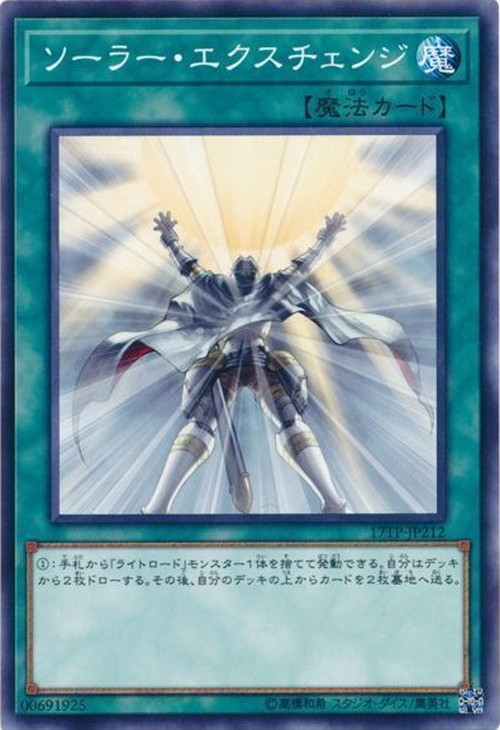 ソーラー・エクスチェンジ 魔
【魔法カード】
17TP-JP212
①：手札から「ライトロード」モンスター１体を捨てて発動できる。自分はデッキ
から２枚ドローする。その後、自分のデッキの上からカードを２枚墓地へ送る。
00691925
©高橋和希 スタジオ・ダイス/集英社